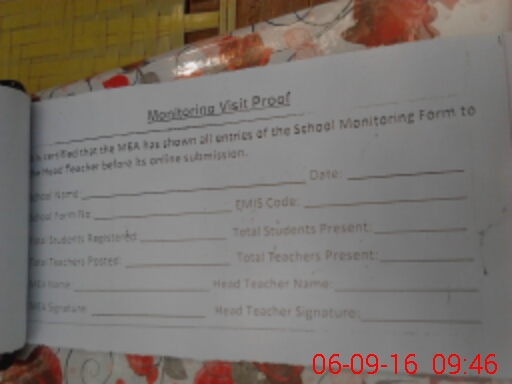 Monitoring Visit Proof
is certified that the MEA has shown all entries of the School Monitoring Form to
the Head Teacher before its online submission.
School Name: Date:
School Form No: EMIS Code:
Total Students Registered: Total Students Present:
Total Teachers Posted: Total Teachers Present:
MEA Name: Head Teacher Name:
MEA Signature: Head Teacher Signature:
06-09-16 09:46